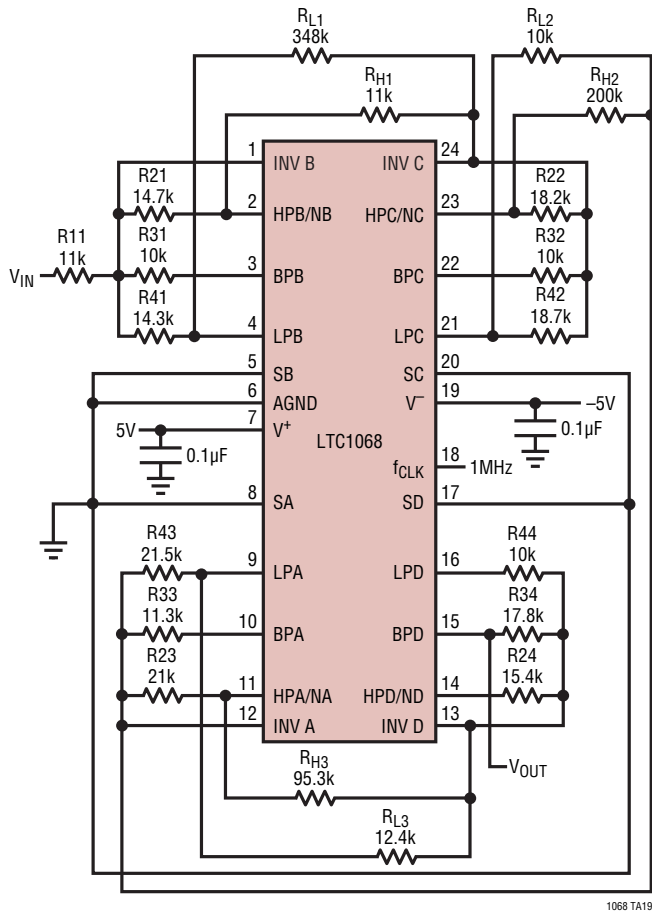 RL1
348k
RL2
10k
RH1
11k
RH2
200k
1
INV B
INV C
24
R21
14.7k
2
HPB/NB
HPC/NC
23
R22
18.2k
R11
11k
VIN
R31
10k
3
BPB
BPC
22
R32
10k
R41
14.3k
4
LPB
LPC
21
R42
18.7k
5
SB
SC
20
6
AGND
V–
19
–5V
5V
7
V+
LTC1068
0.1µF
0.1µF
fCLK
18
1MHz
8
SA
SD
17
R43
21.5k
9
LPA
LPD
16
R44
10k
R33
11.3k
10
BPA
BPD
15
R34
17.8k
R23
21k
11
HPA/NA
HPD/ND
14
R24
15.4k
12
INV A
INV D
13
VOUT
RH3
95.3k
RL3
12.4k
1068 TA19